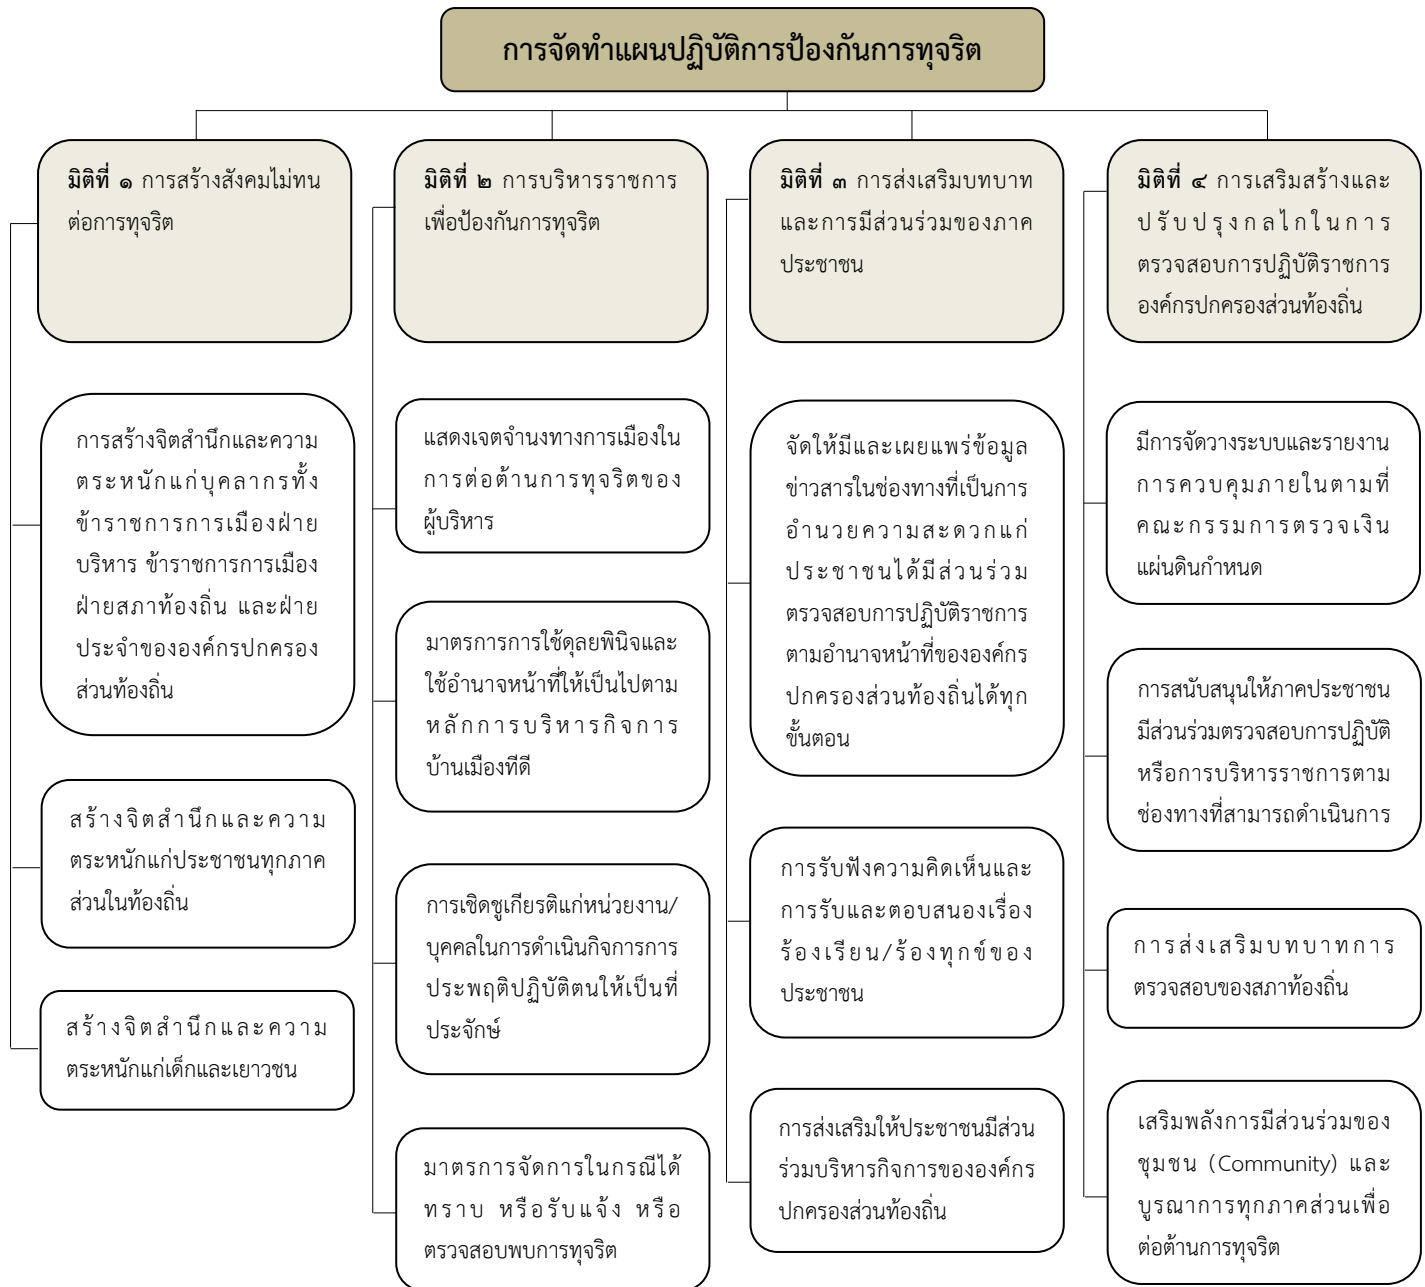 การจัดทำแผนปฏิบัติการป้องกันการทุจริต
มิติที่ ๑ การสร้างสังคมไม่ทน
ต่อการทุจริต
การสร้างจิตสำนึกและความ
ตระหนักแก่บุคลากรทั้ง
ข้าราชการการเมืองฝ่าย
บริหาร ข้าราชการการเมือง
ฝ่ายสภาท้องถิ่น และฝ่าย
ประจำขององค์กรปกครอง
ส่วนท้องถิ่น
สร้างจิตสำนึกและความ
ตระหนักแก่ประชาชนทุกภาค
ส่วนในท้องถิ่น
สร้างจิตสำนึกและความ
ตระหนักแก่เด็กและเยาวชน
มิติที่ ๒ การบริหารราชการ
เพื่อป้องกันการทุจริต
แสดงเจตจำนงทางการเมืองใน
การต่อต้านการทุจริตของ
ผู้บริหาร
มาตรการการใช้ดุลยพินิจและ
ใช้อำนาจหน้าที่ให้เป็นไปตาม
หลักการบริหารกิจการ
บ้านเมืองทีดี
การเชิดชูเกียรติแก่หน่วยงาน/
บุคคลในการดำเนินกิจการการ
ประพฤติปฏิบัติตนให้เป็นที่
ประจักษ์
มาตรการจัดการในกรณีได้
ทราบ หรือรับแจ้ง หรือ
ตรวจสอบพบการทุจริต
มิติที่ ๓ การส่งเสริมบทบาท
และการมีส่วนร่วมของภาค
ประชาชน
จัดให้มีและเผยแพร่ข้อมูล
ข่าวสารในช่องทางที่เป็นการ
อำนวยความสะดวกแก่
ประชาชนได้มีส่วนร่วม
ตรวจสอบการปฏิบัติราชการ
ตามอำนาจหน้าที่ขององค์กร
ปกครองส่วนท้องถิ่นได้ทุก
ขั้นตอน
การรับฟังความคิดเห็นและ
การรับและตอบสนองเรื่อง
ร้องเรียน/ร้องทุกข์ของ
ประชาชน
การส่งเสริมให้ประชาชนมีส่วน
ร่วมบริหารกิจการขององค์กร
ปกครองส่วนท้องถิ่น
มิติที่ ๔ การเสริมสร้างและ
ปรับปรุงกลไกในการ
ตรวจสอบการปฏิบัติราชการ
องค์กรปกครองส่วนท้องถิ่น
มีการจัดวางระบบและรายงาน
การควบคุมภายในตามที่
คณะกรรมการตรวจเงิน
แผ่นดินกำหนด
การสนับสนุนให้ภาคประชาชน
มีส่วนร่วมตรวจสอบการปฏิบัติ
หรือการบริหารราชการตาม
ช่องทางที่สามารถดำเนินการ
การส่งเสริมบทบาทการ
ตรวจสอบของสภาท้องถิ่น
เสริมพลังการมีส่วนร่วมของ
ชุมชน (Community) และ
บูรณาการทุกภาคส่วนเพื่อ
ต่อต้านการทุจริต